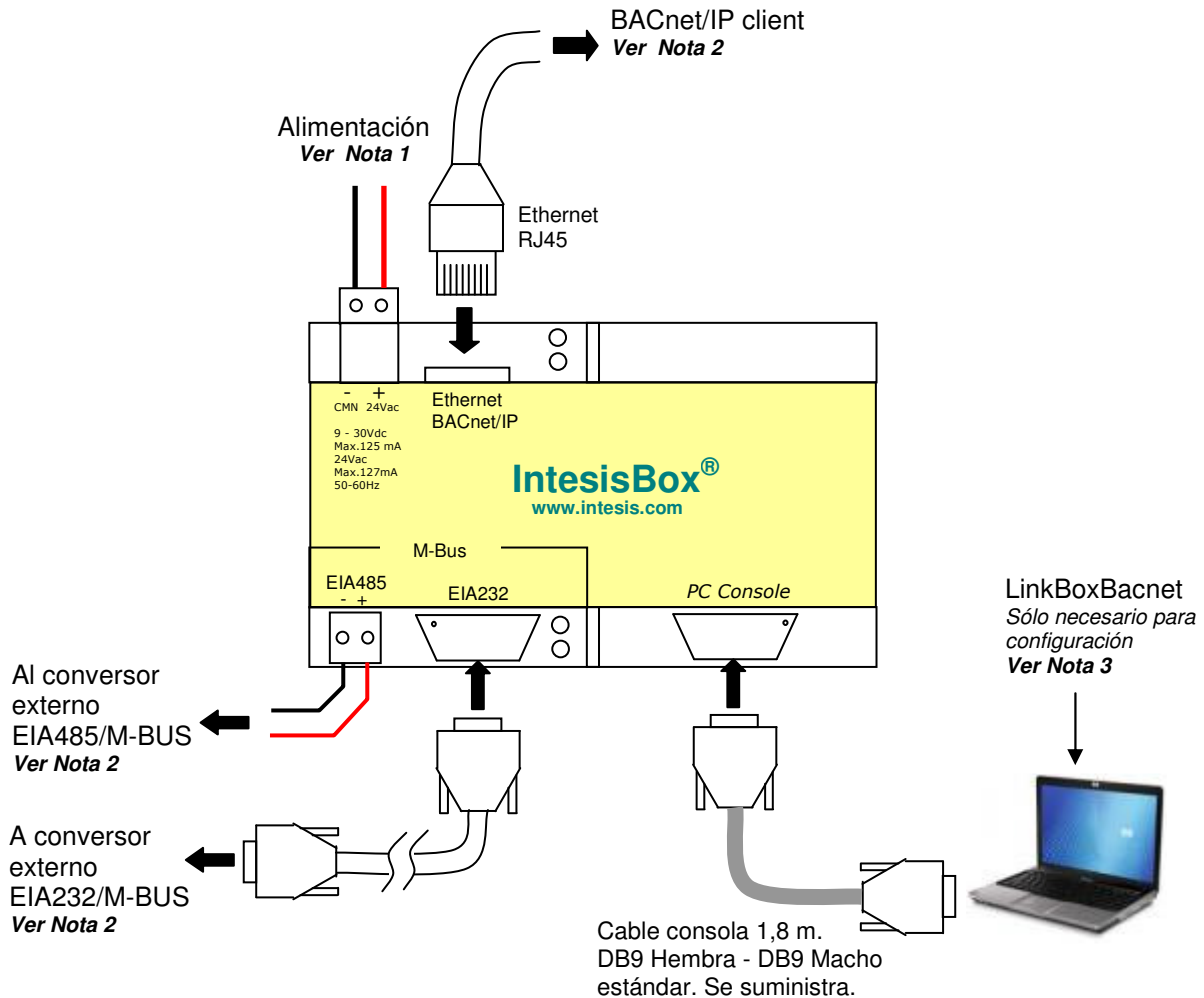 BACnet/IP client
Ver Nota 2
Alimentación
Ver Nota 1
Ethernet
RJ45
- +
CMN 24Vac
9 - 30Vdc
Max.125 mA
24Vac
Max.127mA
50-60Hz
Ethernet
BACnet/IP
IntesisBox®
www.intesis.com
M-Bus
EIA485
- +
EIA232
PC Console
LinkBoxBacnet
Sólo necesario para
configuración
Ver Nota 3
Al conversor
externo
EIA485/M-BUS
Ver Nota 2
A conversor
externo
EIA232/M-BUS
Ver Nota 2
Cable consola 1,8 m.
DB9 Hembra - DB9 Macho
estándar. Se suministra.